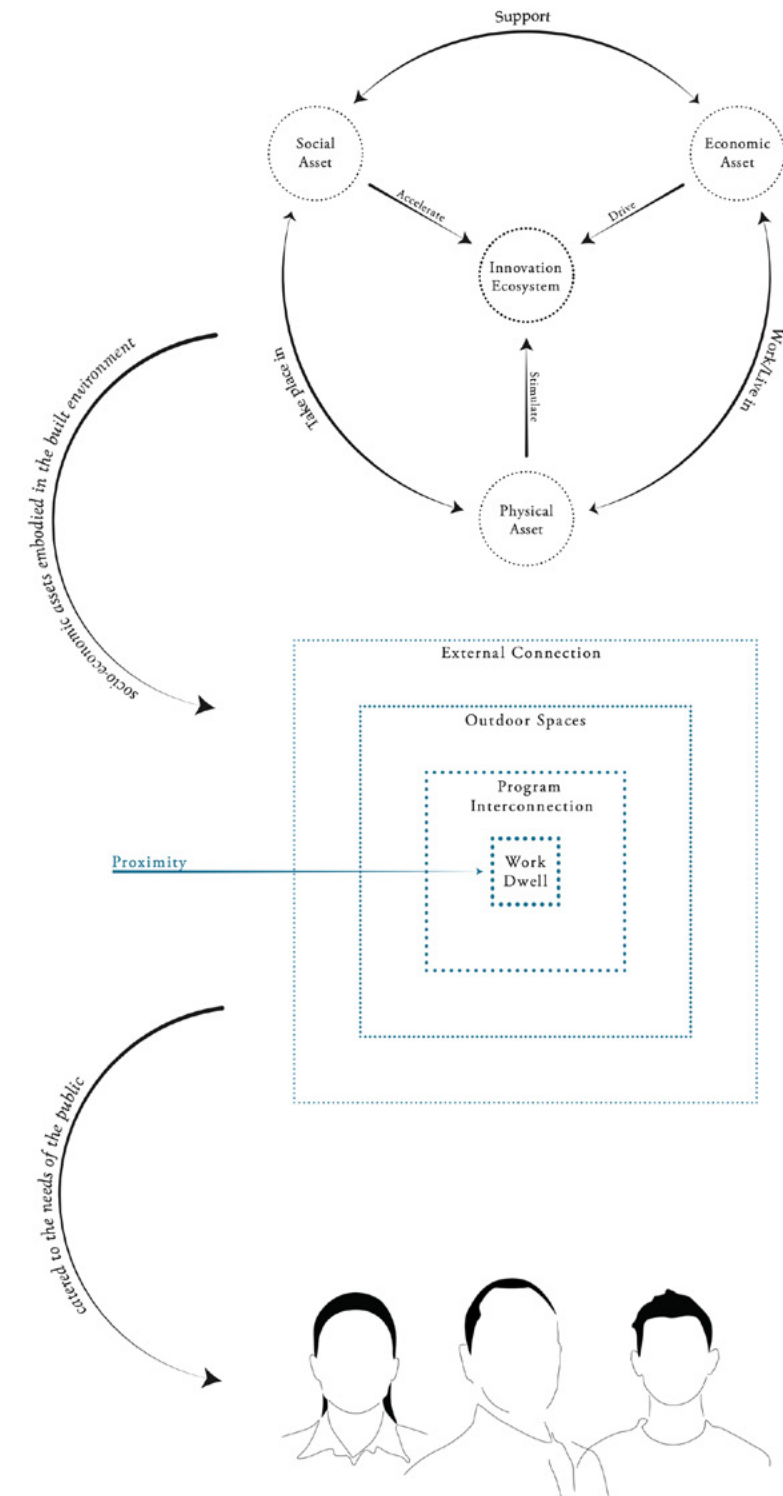 Support
Social
Asset
Economic
Asset
Accelerate
Drive
Innovation
Ecosystem
Take place in
Stimulate
Work/Live in
Physical
Asset
socio-economic assets embodied in the built environment
External Connection
Outdoor Spaces
Program
Interconnection
Proximity
Work
Dwell
catered to the needs of the public